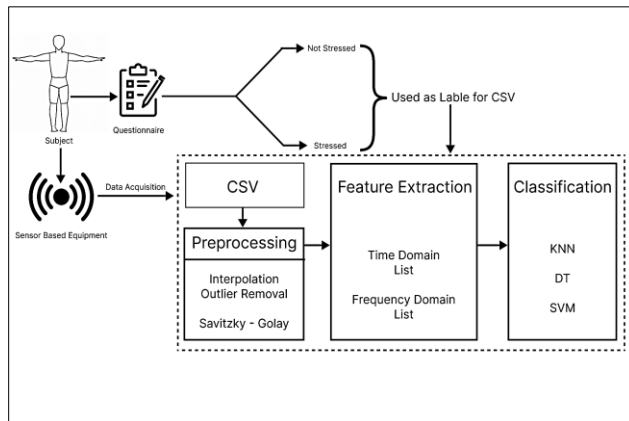 Not Stressed
Used as Lable for CSV
Stressed
Subject
Questionnaire
Data Acquisition
Sensor Based Equipment
CSV
Preprocessing
Interpolation
Outlier Removal
Savitzky - Golay
Feature Extraction
Time Domain
List
Frequency Domain
List
Classification
KNN
DT
SVM